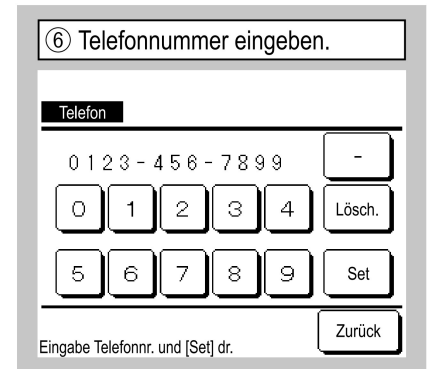 ⑥ Telefonnummer eingeben.
Telefon
0123-456-7899 -
0 1 2 3 4 Lösch.
5 6 7 8 9 Set
Zurück
Eingabe Telefonnr. und [Set] dr.